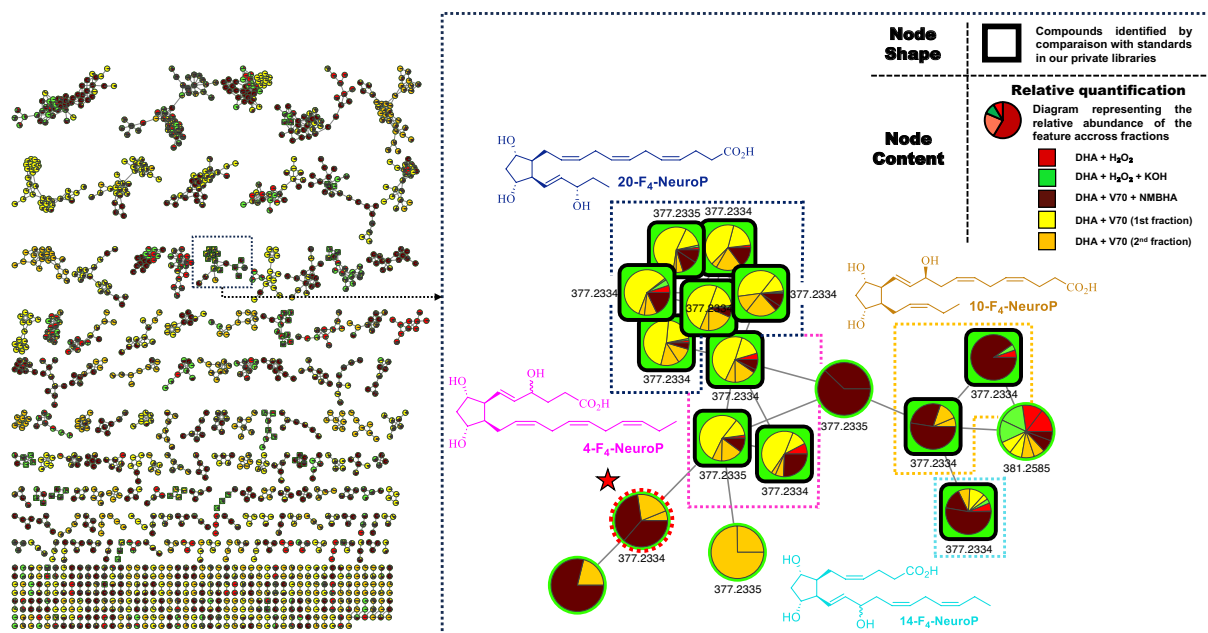 Node
Shape
Compounds identified by
comparaison with standards
in our private libraries
Node
Content
Relative quantification
Diagram representing the
relative abundance of the
feature accross fractions
DHA + H₂O₂
DHA + H₂O₂ + KOH
DHA + V70 + NMBHA
DHA + V70 (1st fraction)
DHA + V70 (2nd fraction)
HO
CO₂H
HO
OH
20-F₄-NeuroP
377.2335
377.2334
377.2334
377.2334
377.2334
377.2334
HO
OH
CO₂H
HO
10-F₄-NeuroP
OH
HO
CO₂H
HO
4-F₄-NeuroP
377.2335
377.2334
377.2335
377.2334
377.2334
381.2585
377.2334
377.2334
377.2335
HO
CO₂H
HO
OH
14-F₄-NeuroP